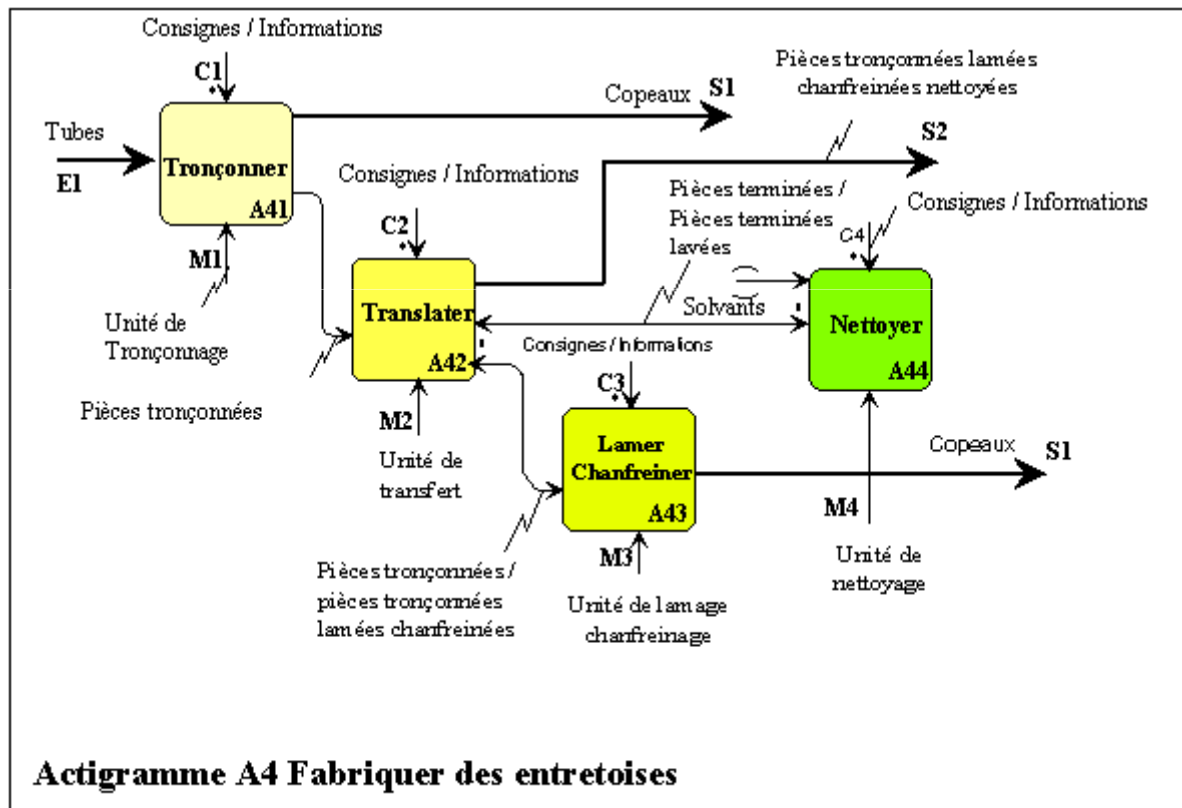 Consignes / Informations
C1
Copeaux
S1
Pièces tronçonnées lamées
chanfreinées nettoyées
Tubes
E1
Tronçonner
A41
S2
Consignes / Informations
Pièces terminées /
Pièces terminées
lavées
Consignes / Informations
M1
C2
C4
Unité de
Tronçonnage
Translater
A42
Solvants
Nettoyer
A44
Consignes / Informations
Pièces tronçonnées
M2
C3
Unité de
transfert
Lamer
Chanfreiner
A43
Copeaux
S1
M4
M3
Pièces tronçonnées /
pièces tronçonnées
lamées chanfreinées
Unité de lamage
chanfreinage
Unité de
nettoyage
Actigramme A4 Fabriquer des entretoises